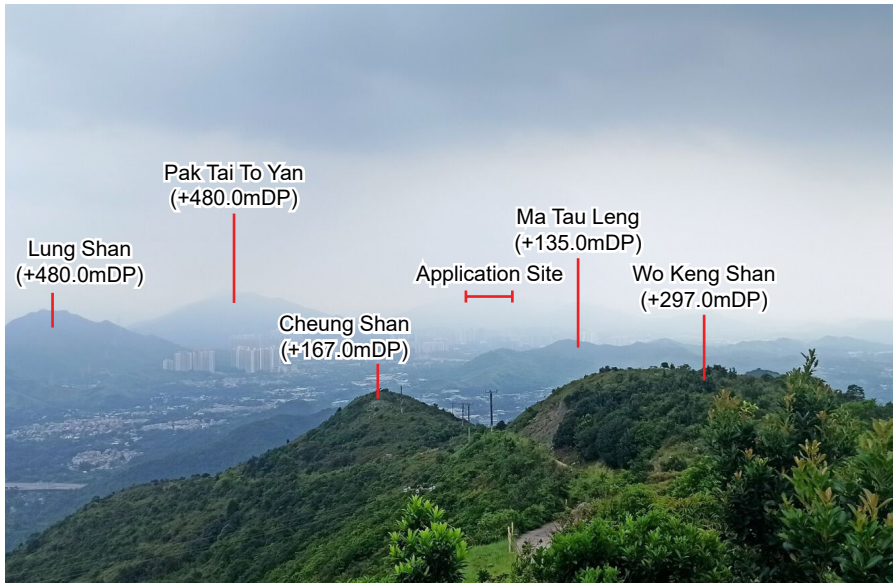 Pak Tai To Yan
(+480.0mDP)
Ma Tau Leng
(+135.0mDP)
Lung Shan
(+480.0mDP)
Application Site
Wo Keng Shan
(+297.0mDP)
Cheung Shan
(+167.0mDP)